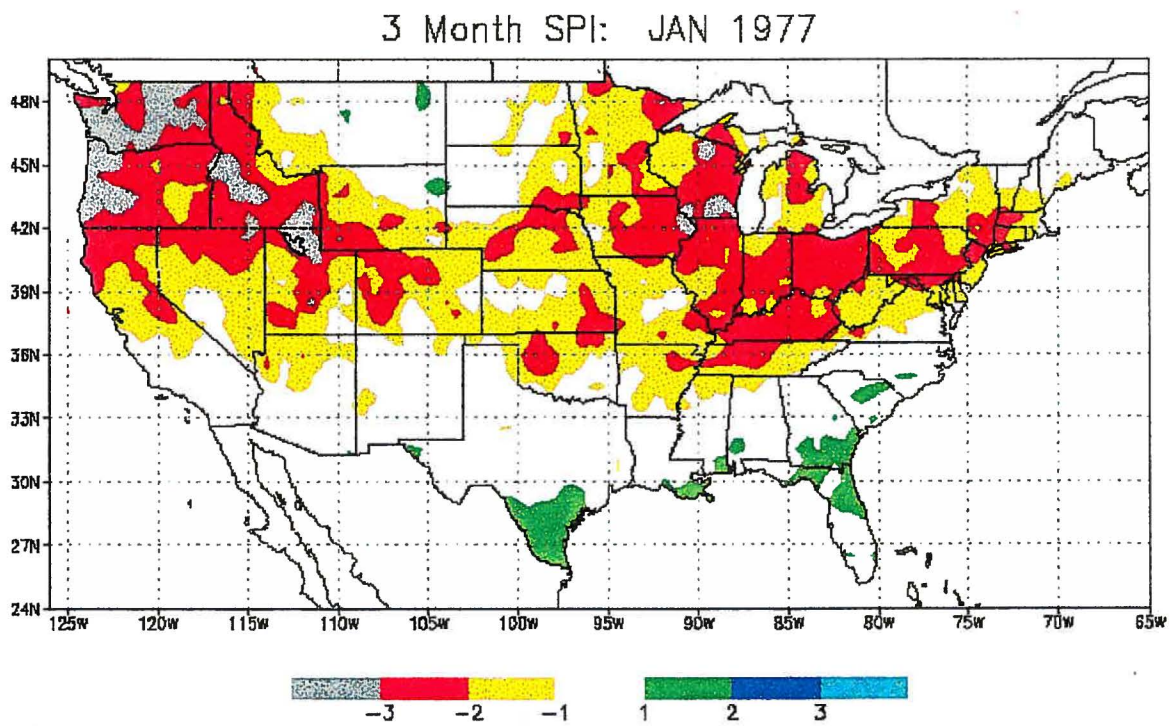 3 Month SPI: JAN 1977
48N
45N
42N
39N
36N
33N
30N
27N
24N
125W 120W 115W 110W 105W 100W 95W 90W 85W 80W 75W 70W 65W
-3 -2 -1 1 2 3